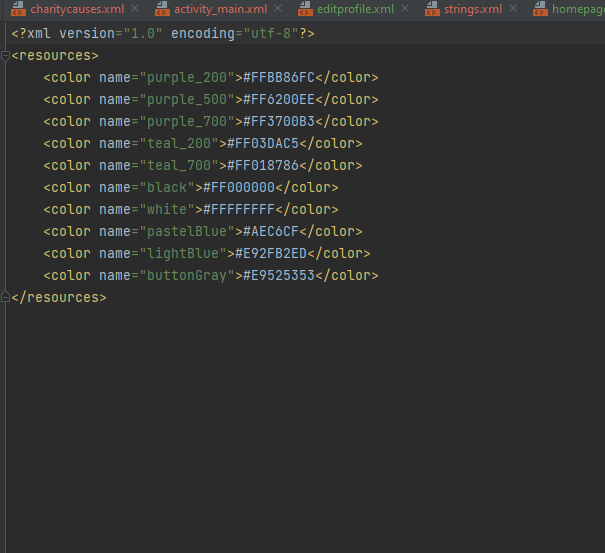 charitycauses.xml activity_main.xml editprofile.xml strings.xml homepag
<?xml version="1.0" encoding="utf-8"?>
<resources>
    <color name="purple_200">#FFBB86FC</color>
    <color name="purple_500">#FF6200EE</color>
    <color name="purple_700">#FF3700B3</color>
    <color name="teal_200">#FF03DAC5</color>
    <color name="teal_700">#FF018786</color>
    <color name="black">#FF000000</color>
    <color name="white">#FFFFFFFF</color>
    <color name="pastelBlue">#AEC6CF</color>
    <color name="lightBlue">#E92FB2ED</color>
    <color name="buttonGray">#E9525353</color>
</resources>